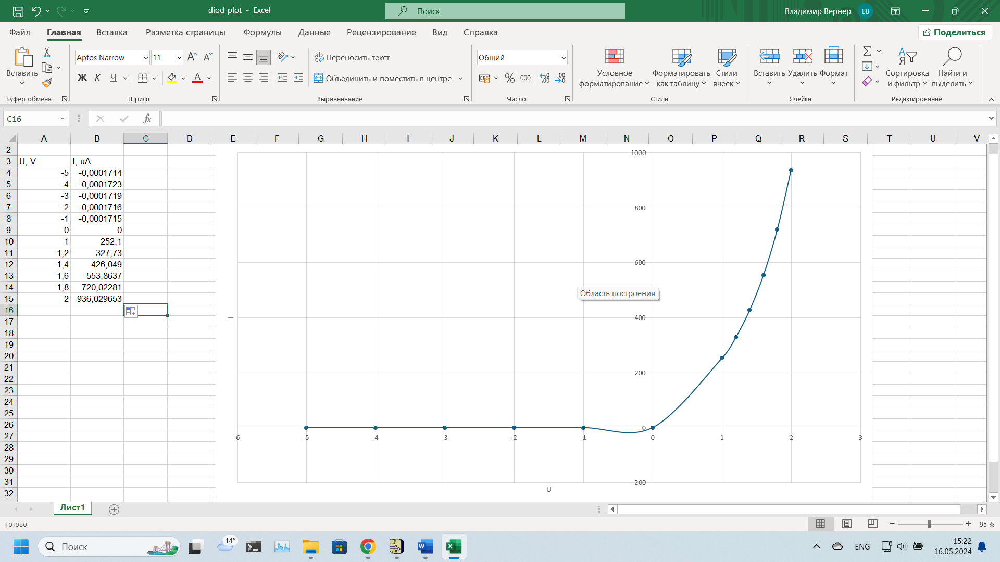 diod_plot - Excel
Поиск
Владимир Вернер
ВВ
Файл
Главная
Вставка
Разметка страницы
Формулы
Данные
Рецензирование
Вид
Справка
Поделиться
Вставить
Aptos Narrow
11
Ж К Ч
Переносить текст
Объединить и поместить в центре
Общий
% 000
Условное форматирование
Форматировать как таблицу
Стили ячеек
Вставить
Удалить
Формат
Сортировка и фильтр
Найти и выделить
Буфер обмена
Шрифт
Выравнивание
Число
Стили
Ячейки
Редактирование
C16
fx
A B C D E F G H I J K L M N O P Q R S T U V
2
3 U, V I, uA
4 -5 -0,0001714
5 -4 -0,0001723
6 -3 -0,0001719
7 -2 -0,0001716
8 -1 -0,0001715
9 0 0
10 1 252,1
11 1,2 327,73
12 1,4 426,049
13 1,6 553,8637
14 1,8 720,02281
15 2 936,029653
16
17
18
19
20
21
22
23
24
25
26
27
28
29
30
31
32
1000
800
600
Область построения
400
200
0
-200
-6 -5 -4 -3 -2 -1 0 1 2 3
I
U
Лист1
Готово
95 %
Поиск
14°
ENG
15:22
16.05.2024